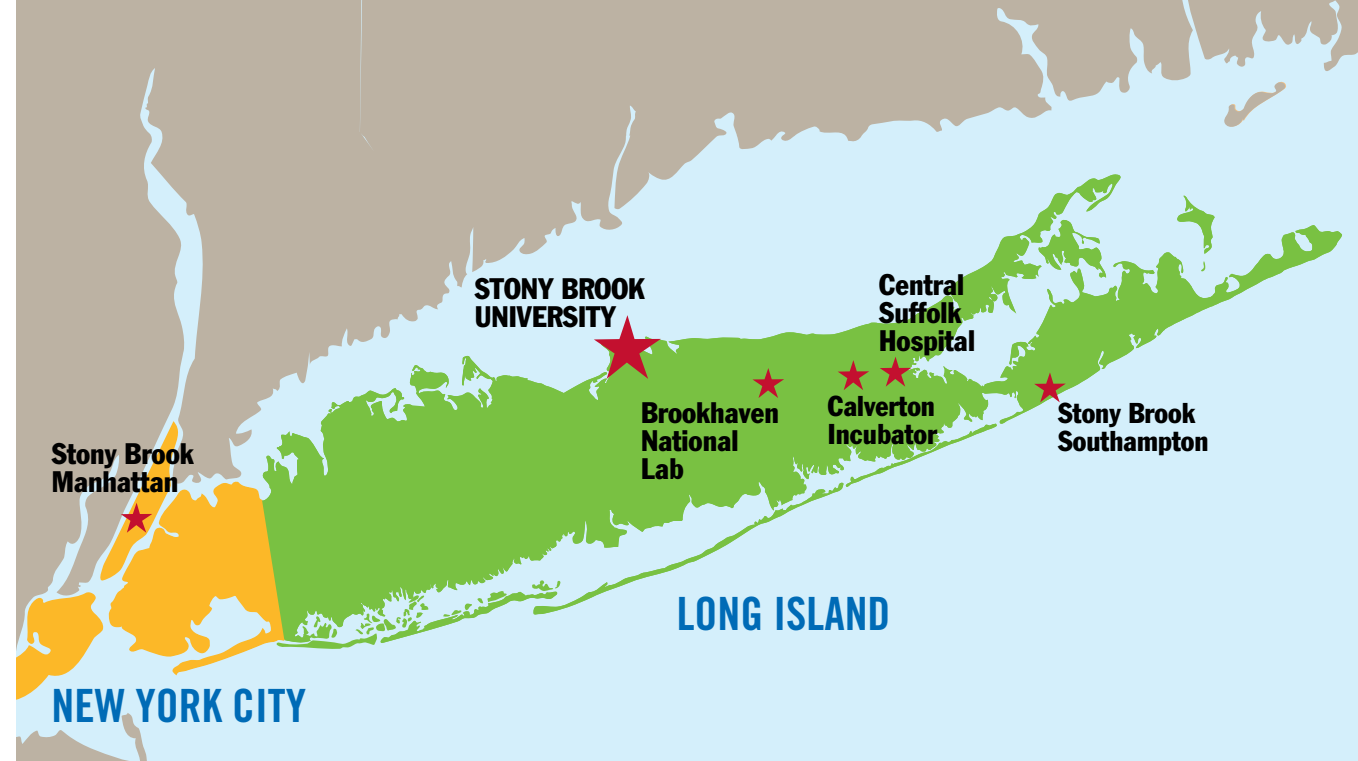 STONY BROOK
UNIVERSITY
Central
Suffolk
Hospital
Brookhaven
National
Lab
Calverton
Incubator
Stony Brook
Southampton
Stony Brook
Manhattan
LONG ISLAND
NEW YORK CITY